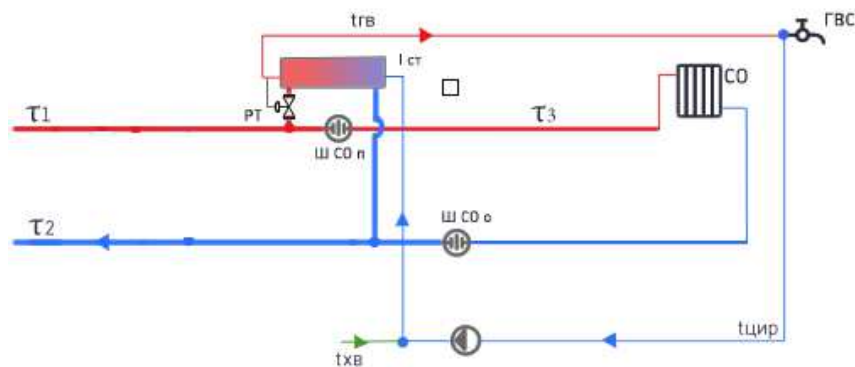 tгв
ГВС
I ст
СО
τ1
РТ
τ3
Ш СО п
τ2
Ш СО о
tцир
tхв